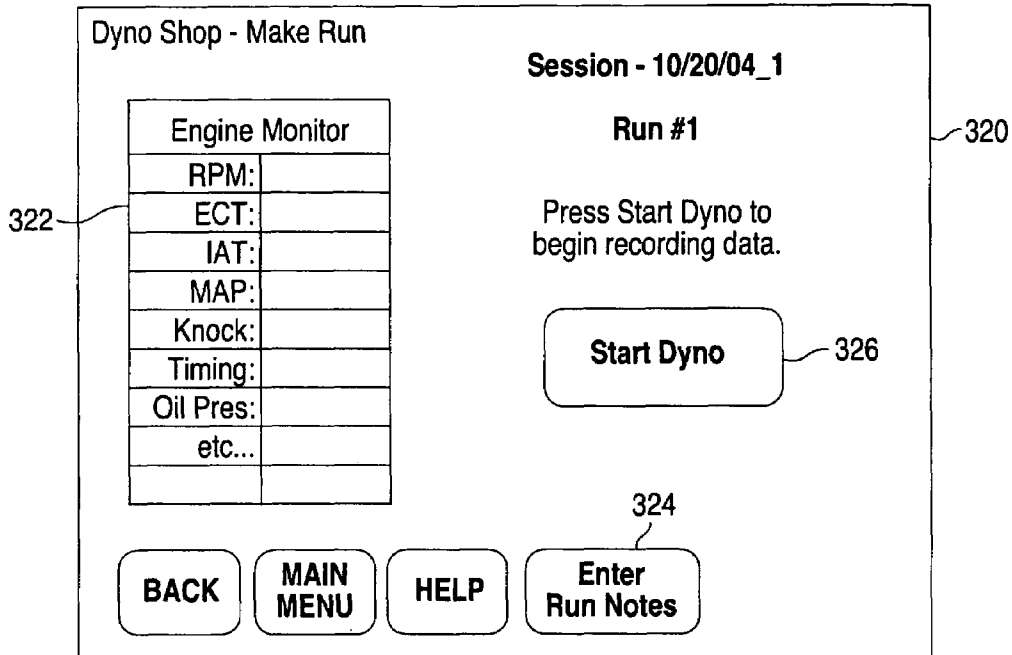 Dyno Shop - Make Run
Session - 10/20/04_1
Run #1
320
Engine Monitor
RPM:
ECT:
IAT:
MAP:
Knock:
Timing:
Oil Pres:
etc...
322
Press Start Dyno to
begin recording data.
Start Dyno
326
324
BACK
MAIN
MENU
HELP
Enter
Run Notes